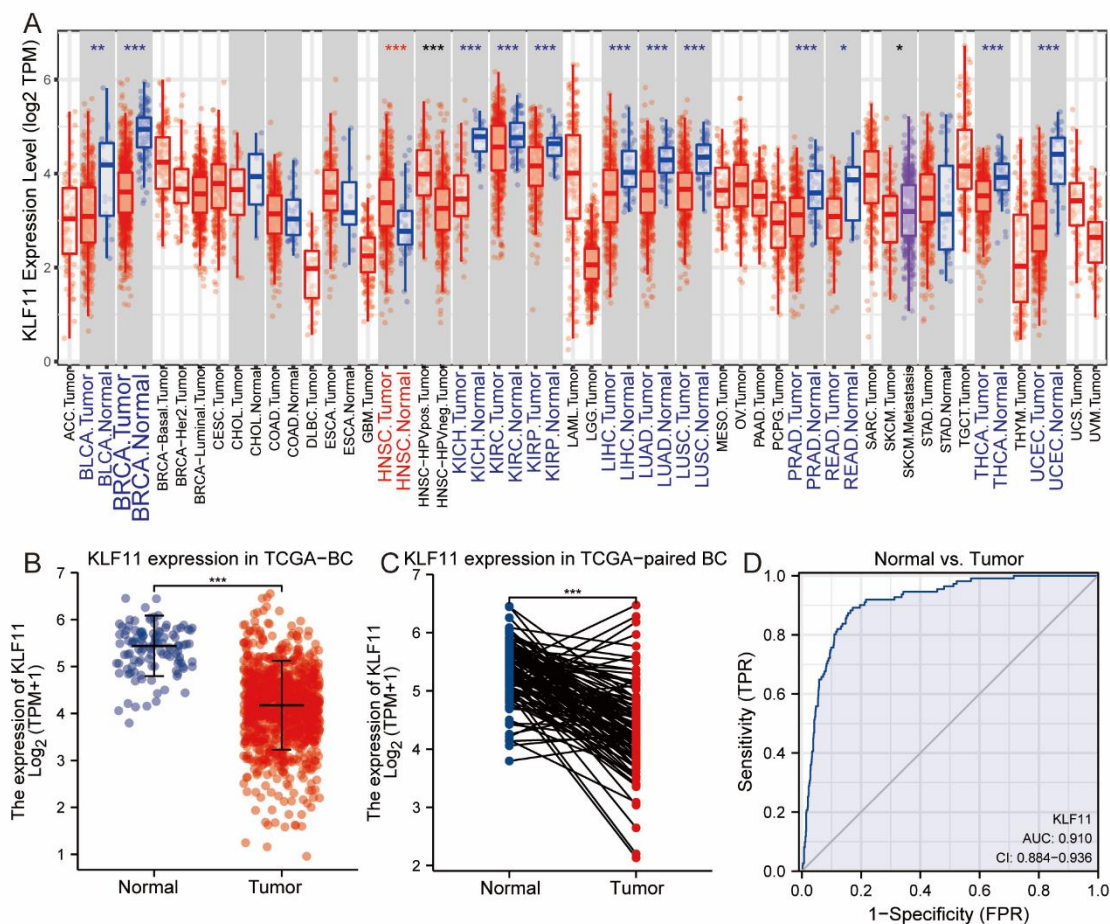 A
KLF11 Expression Level (log2 TPM)
6
4
2
0
** *** *** *** *** *** *** *** *** *** *** * * *** ***
ACC.Tumor
BLCA.Tumor
BLCA.Normal
BRCA.Tumor
BRCA.Normal
BRCA-Basal.Tumor
BRCA-Her2.Tumor
BRCA-Luminal.Tumor
CESC.Tumor
CHOL.Tumor
CHOL.Normal
COAD.Tumor
COAD.Normal
DLBC.Tumor
ESCA.Tumor
ESCA.Normal
GBM.Tumor
HNSC.Tumor
HNSC.Normal
HNSC-HPVpos.Tumor
HNSC-HPVneg.Tumor
KICH.Tumor
KICH.Normal
KIRC.Tumor
KIRC.Normal
KIRP.Tumor
KIRP.Normal
LAML.Tumor
LGG.Tumor
LIHC.Tumor
LIHC.Normal
LUAD.Tumor
LUAD.Normal
LUSC.Tumor
LUSC.Normal
MESO.Tumor
OV.Tumor
PAAD.Tumor
PCPG.Tumor
PRAD.Tumor
PRAD.Normal
READ.Tumor
READ.Normal
SARC.Tumor
SKCM.Tumor
SKCM.Metastasis
STAD.Tumor
STAD.Normal
TGCT.Tumor
THCA.Tumor
THCA.Normal
THYM.Tumor
UCEC.Tumor
UCEC.Normal
UCS.Tumor
UVM.Tumor
B
KLF11 expression in TCGA-BC
***
The expression of KLF11
Log2 (TPM+1)
7
6
5
4
3
2
1
Normal Tumor
C
KLF11 expression in TCGA-paired BC
***
The expression of KLF11
Log2 (TPM+1)
7
6
5
4
3
2
Normal Tumor
D
Normal vs. Tumor
Sensitivity (TPR)
1.0
0.8
0.6
0.4
0.2
0.0
KLF11
AUC: 0.910
CI: 0.884-0.936
0.0 0.2 0.4 0.6 0.8 1.0
1-Specificity (FPR)